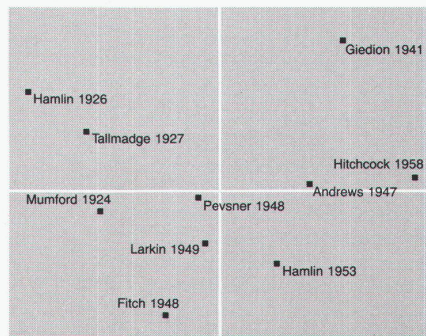 Giedion 1941
Hamlin 1926
Tallmadge 1927
Hitchcock 1958
Andrews 1947
Mumford 1924
Pevsner 1948
Larkin 1949
Hamlin 1953
Fitch 1948